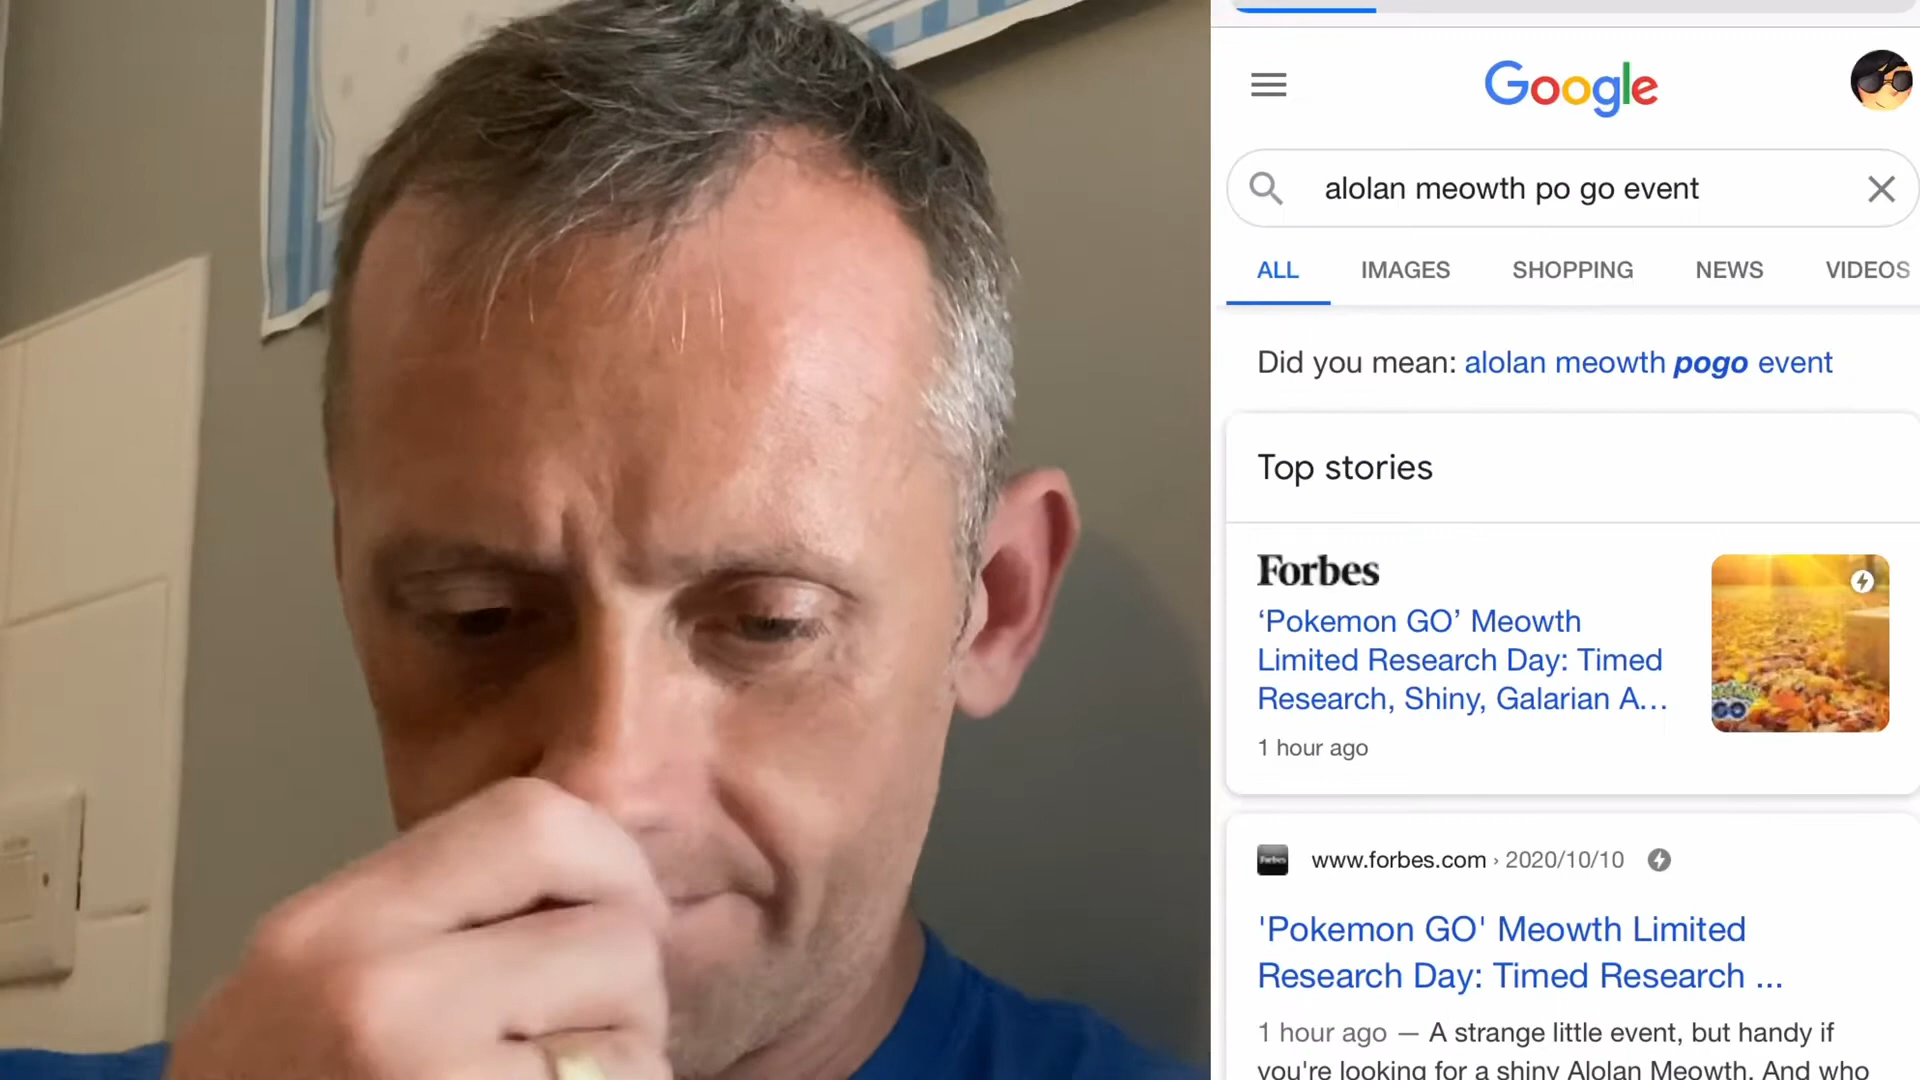 Google
alolan meowth po go event
ALL IMAGES SHOPPING NEWS VIDEOS
Did you mean: alolan meowth pogo event
Top stories
Forbes
‘Pokemon GO’ Meowth
Limited Research Day: Timed
Research, Shiny, Galarian A...
1 hour ago
GO
Forbes
www.forbes.com › 2020/10/10
'Pokemon GO' Meowth Limited
Research Day: Timed Research ...
1 hour ago — A strange little event, but handy if
you're looking for a shiny Alolan Meowth. And who